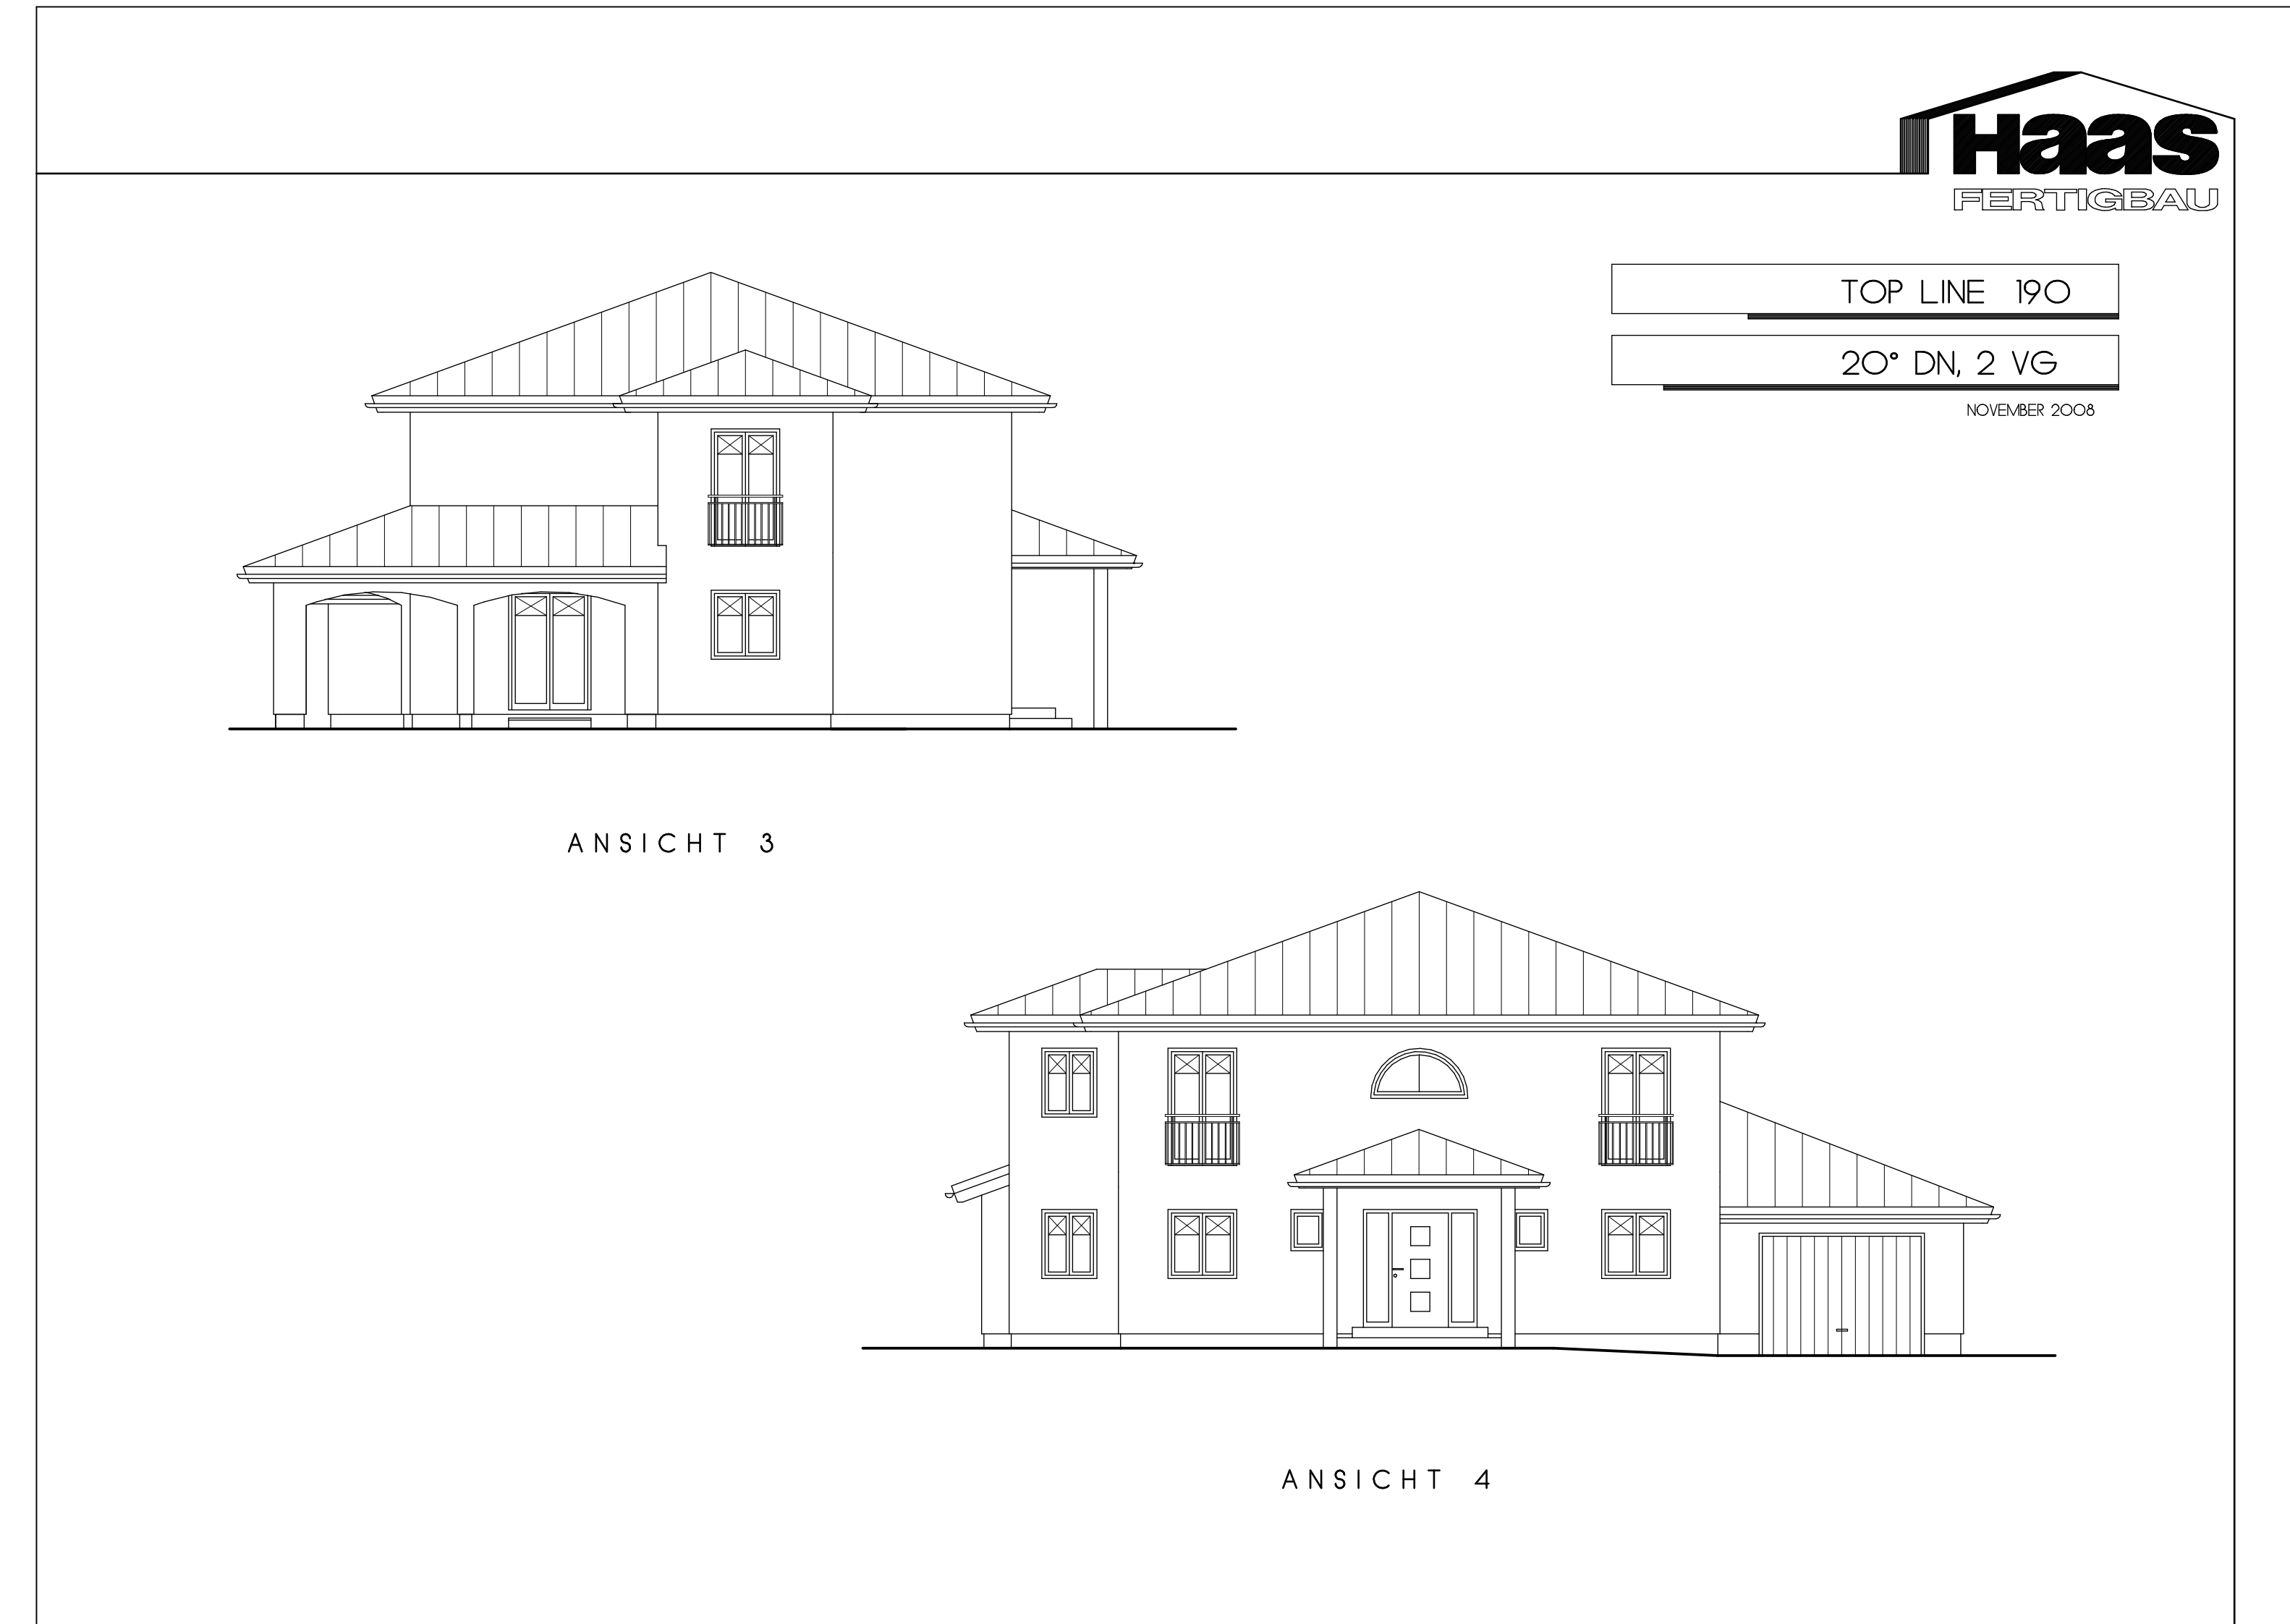 Haas
FERTIGBAU
TOP LINE 190
20° DN, 2 VG
NOVEMBER 2008
ANSICHT 3
ANSICHT 4